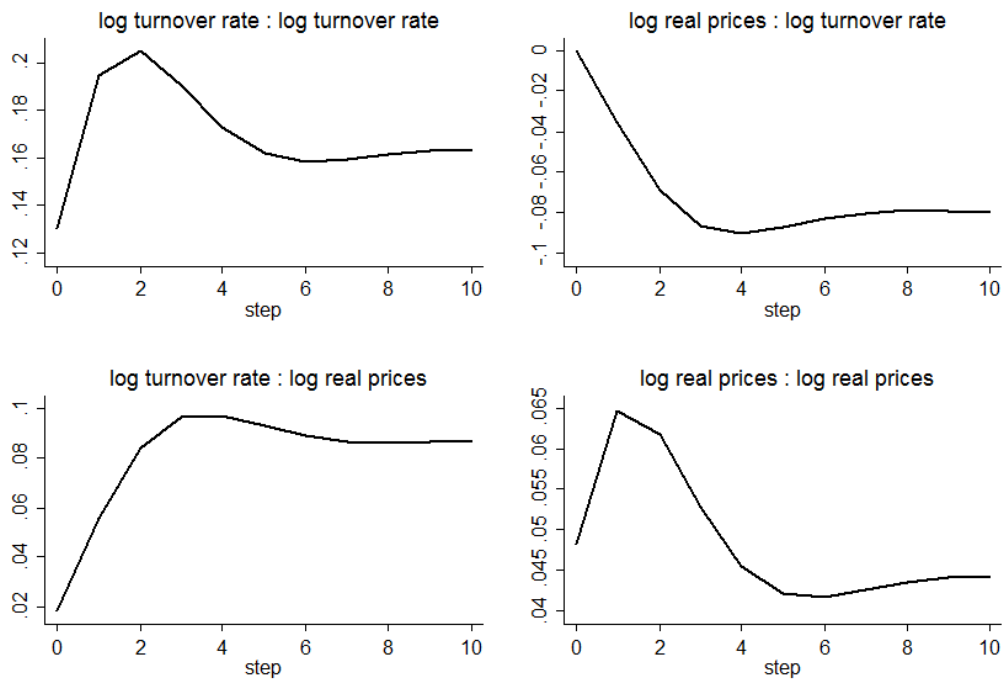 log turnover rate : log turnover rate
.2
.18
.16
.14
.12
0 2 4 6 8 10
step
log real prices : log turnover rate
0
-.02
-.04
-.06
-.08
-.1
0 2 4 6 8 10
step
log turnover rate : log real prices
.1
.08
.06
.04
.02
0 2 4 6 8 10
step
log real prices : log real prices
.065
.06
.055
.05
.045
.04
0 2 4 6 8 10
step